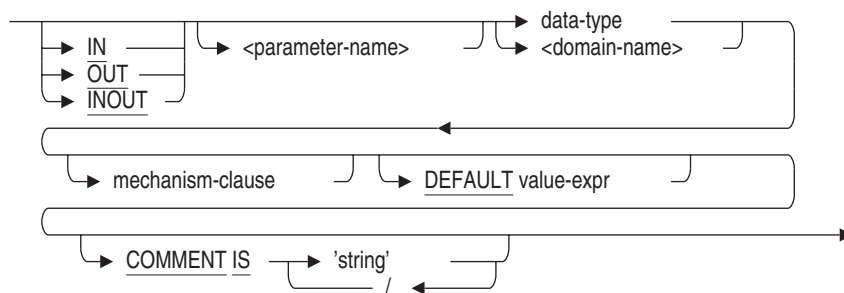 data-type
IN <parameter-name> <domain-name>
OUT
INOUT
mechanism-clause DEFAULT value-expr
COMMENT IS 'string'
/